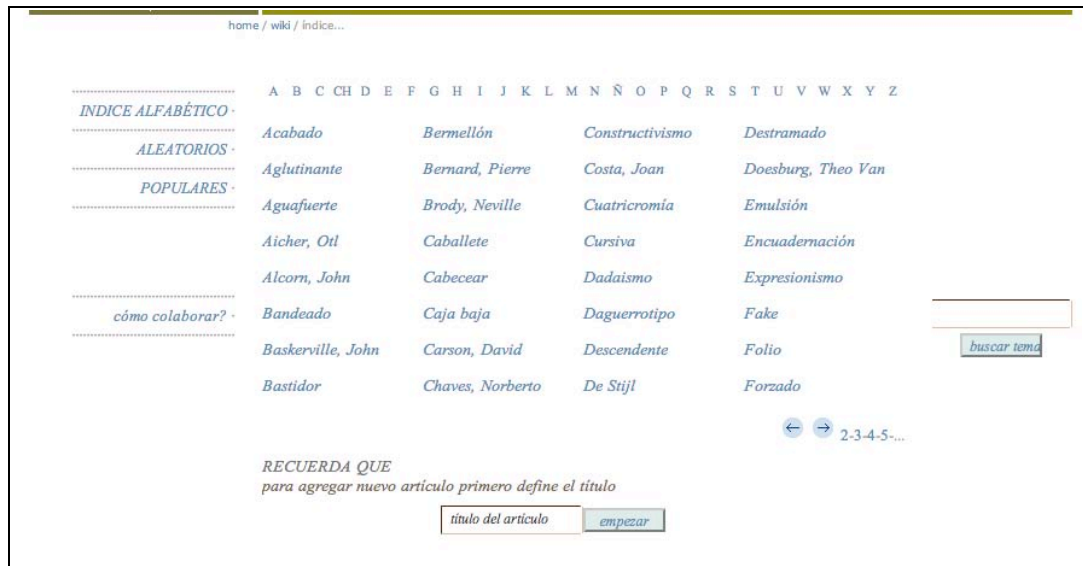 home / wiki / índice...
A B C CH D E F G H I J K L M N Ñ O P Q R S T U V W X Y Z
INDICE ALFABÉTICO ·
ALEATORIOS ·
POPULARES ·
cómo colaborar? ·
Acabado Bermellón Constructivismo Destramado
Aglutinante Bernard, Pierre Costa, Joan Doesburg, Theo Van
Aguafuerte Brody, Neville Cuatricromía Emulsión
Aicher, Otl Caballete Cursiva Encuadernación
Alcorn, John Cabecear Dadaismo Expresionismo
Bandeado Caja baja Daguerrotipo Fake
Baskerville, John Carson, David Descendente Folio
Bastidor Chaves, Norberto De Stijl Forzado
buscar tema
← → 2-3-4-5-...
RECUERDA QUE
para agregar nuevo artículo primero define el título
título del artículo empezar